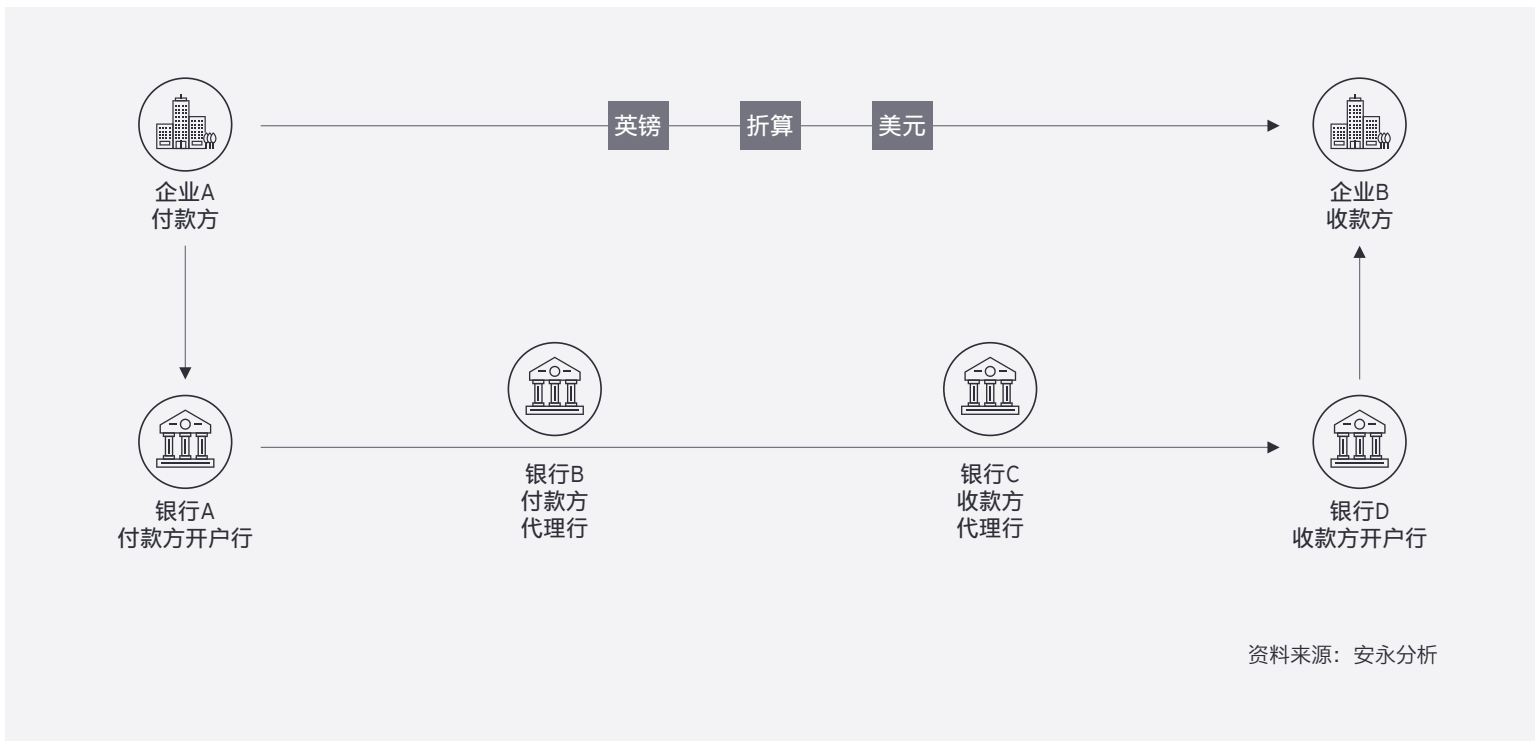 英镑
折算
美元
企业A
付款方
企业B
收款方
银行B
付款方
代理行
银行C
收款方
代理行
银行A
付款方开户行
银行D
收款方开户行
资料来源：安永分析